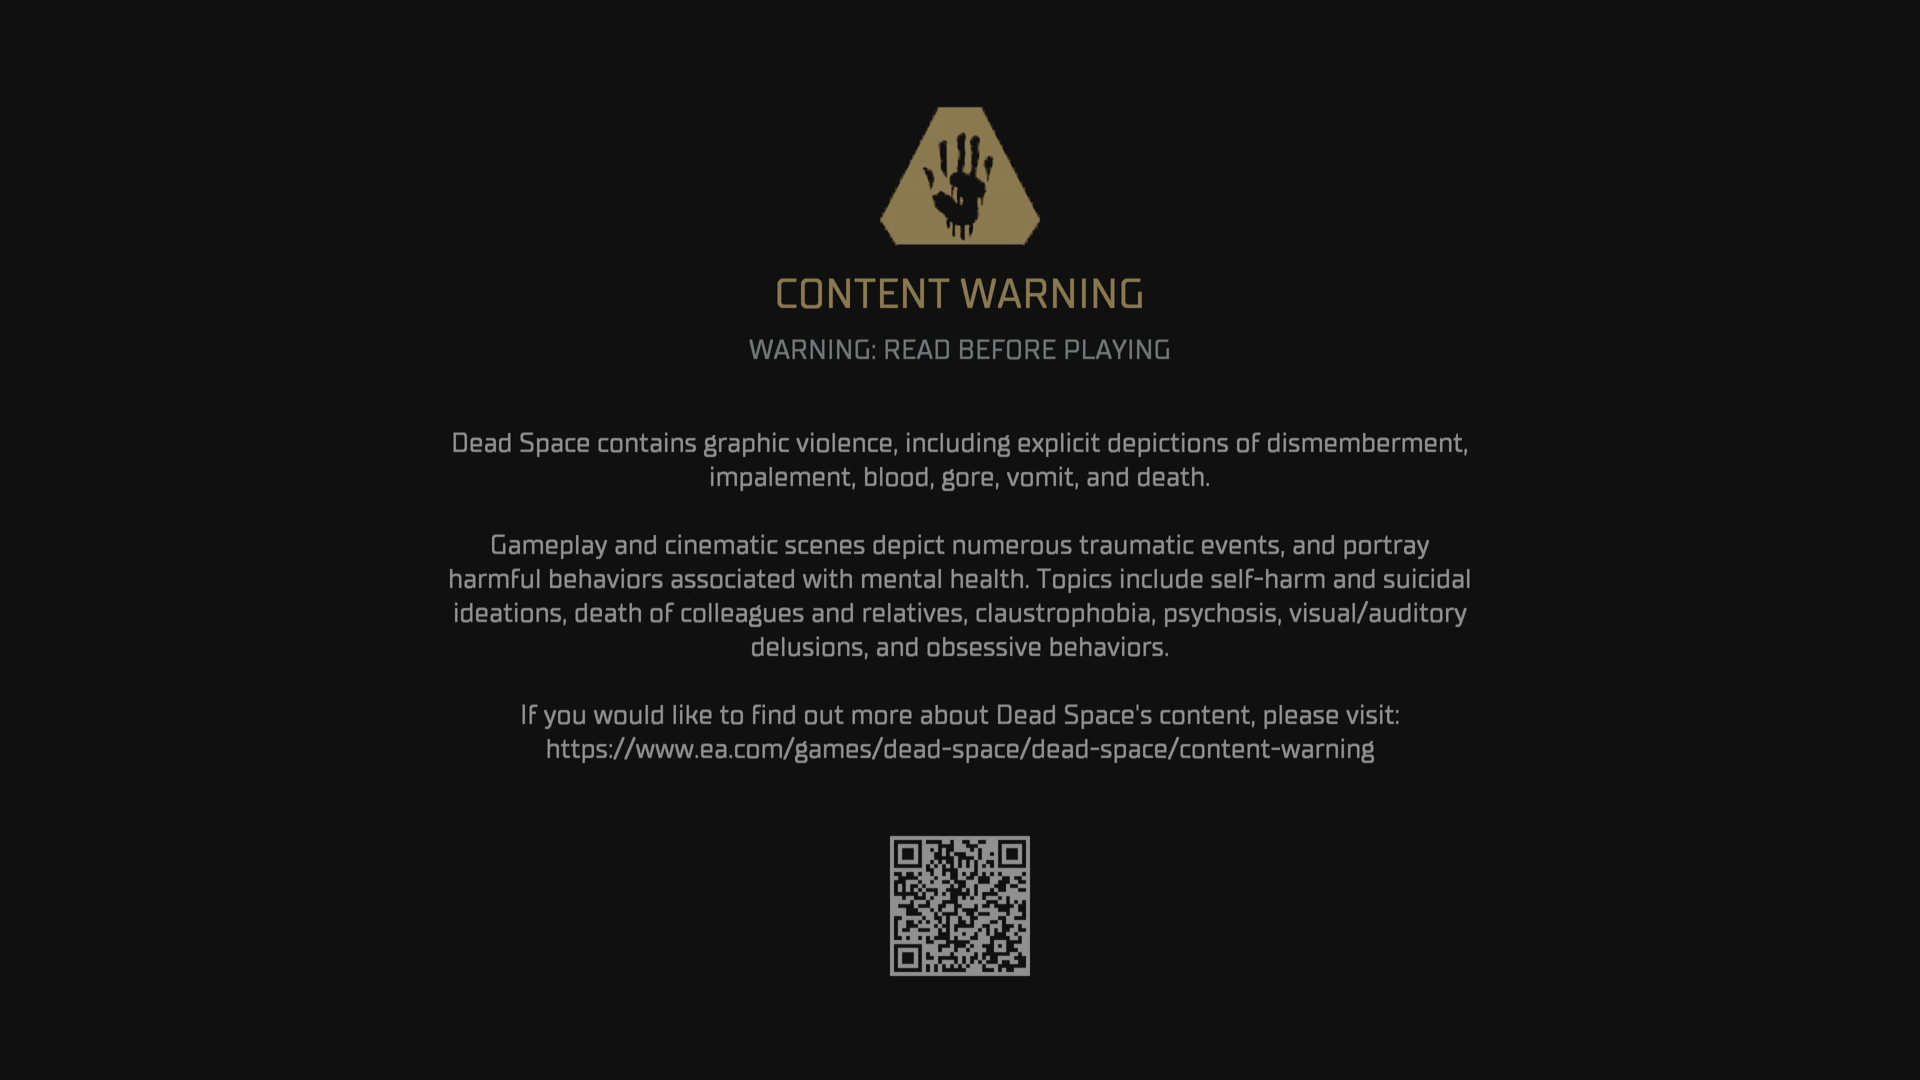 CONTENT WARNING
WARNING: READ BEFORE PLAYING
Dead Space contains graphic violence, including explicit depictions of dismemberment,
impalement, blood, gore, vomit, and death.
Gameplay and cinematic scenes depict numerous traumatic events, and portray
harmful behaviors associated with mental health. Topics include self-harm and suicidal
ideations, death of colleagues and relatives, claustrophobia, psychosis, visual/auditory
delusions, and obsessive behaviors.
If you would like to find out more about Dead Space's content, please visit:
https://www.ea.com/games/dead-space/dead-space/content-warning